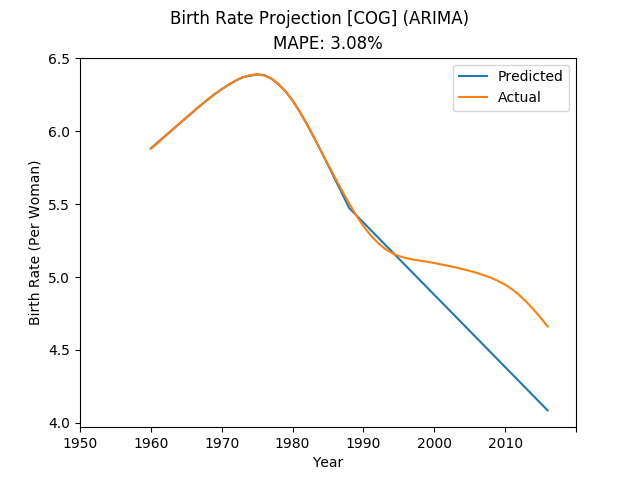 Birth Rate Projection [COG] (ARIMA)
MAPE: 3.08%
Predicted
Actual
6.5
6.0
5.5
5.0
4.5
4.0
Birth Rate (Per Woman)
1950 1960 1970 1980 1990 2000 2010
Year